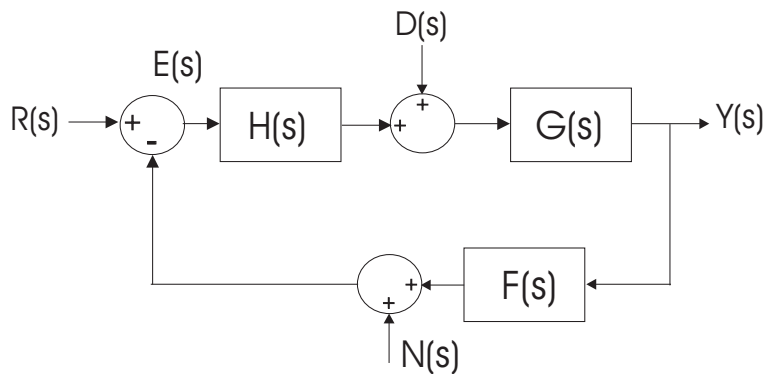 D(s)
E(s)
R(s)
+
-
H(s)
+
+
G(s)
Y(s)
+
+
F(s)
N(s)